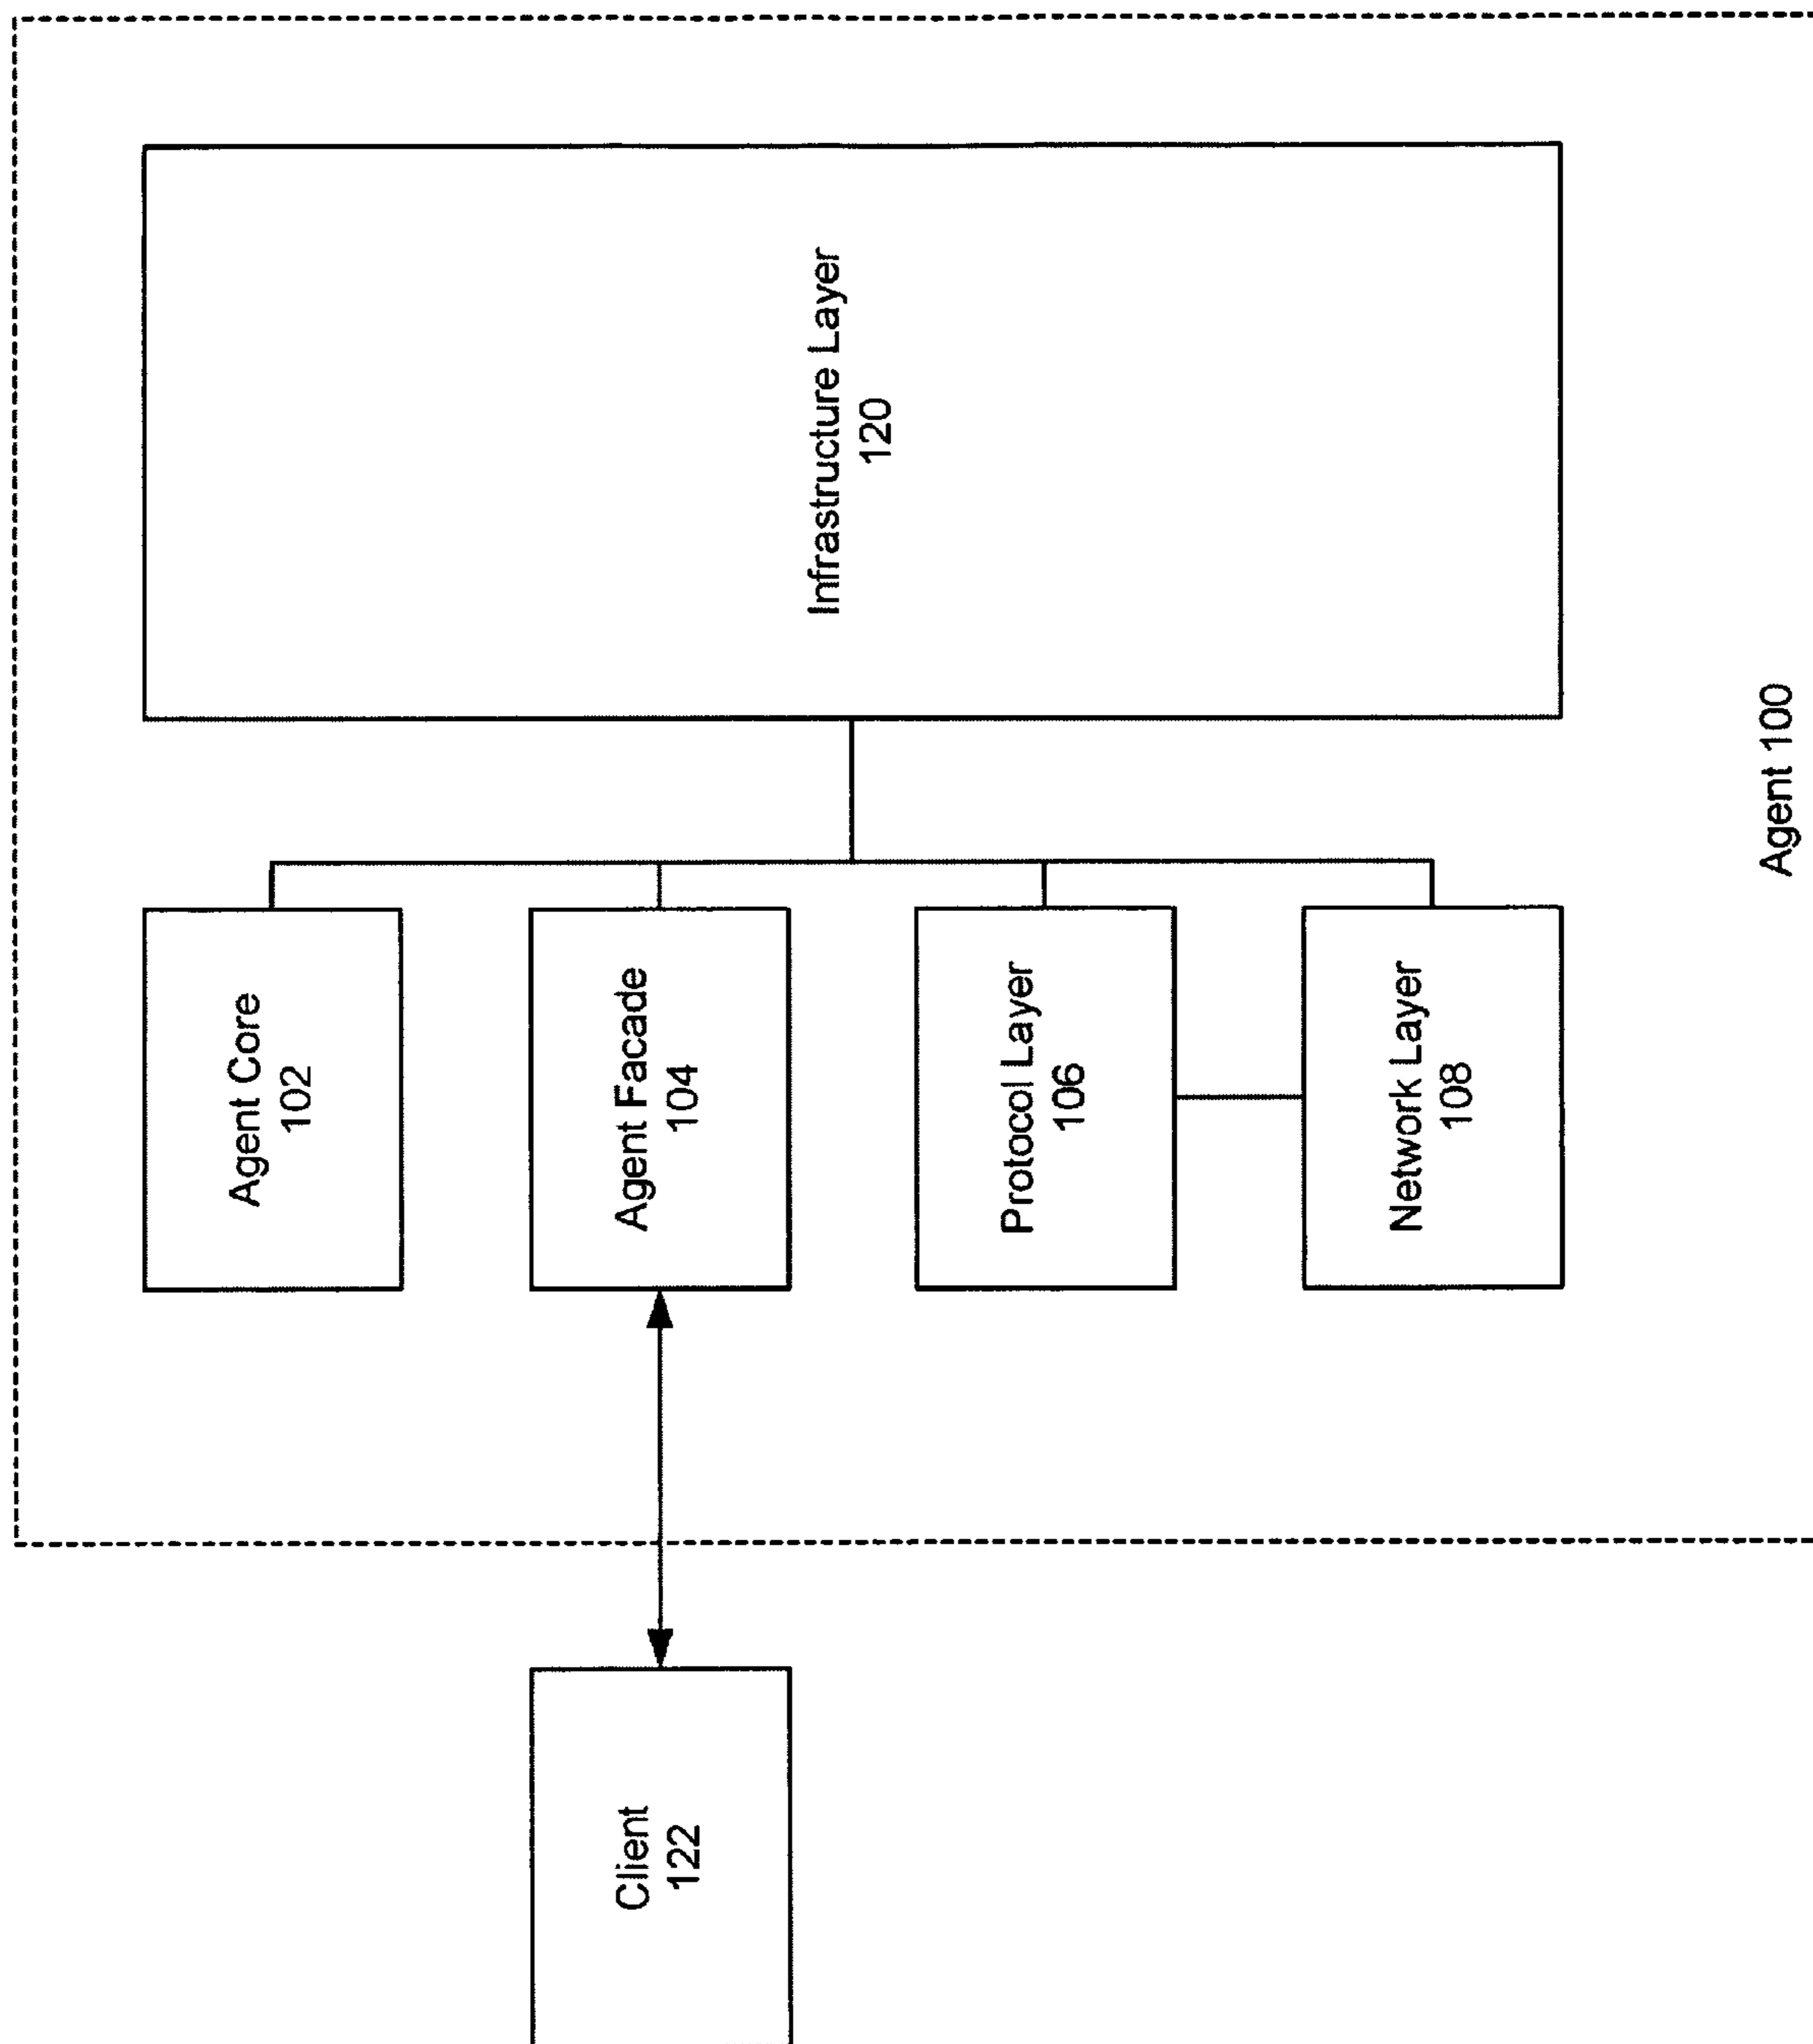 Infrastructure Layer
120
Agent Core
102
Agent Facade
104
Protocol Layer
106
Network Layer
108
Client
122
Agent 100